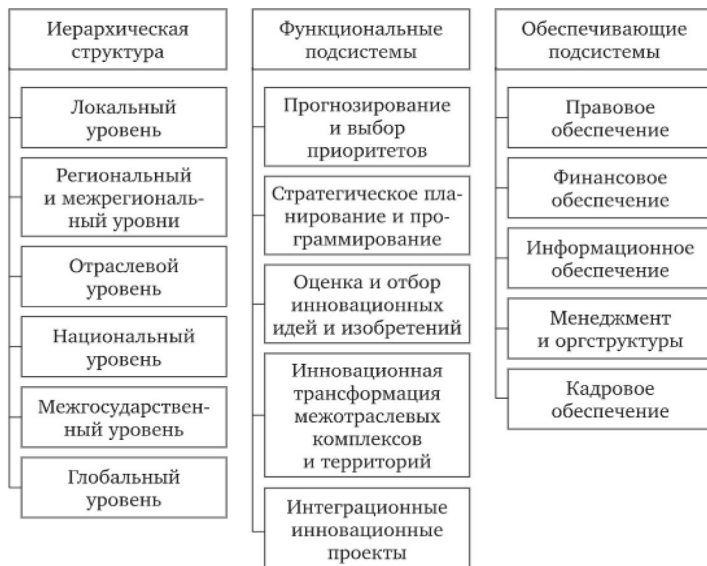 Иерархическая
структура
Локальный
уровень
Региональный
и межрегиональ-
ный уровни
Отраслевой
уровень
Национальный
уровень
Межгосударствен-
ный уровень
Глобальный
уровень
Функциональные
подсистемы
Прогнозирование
и выбор
приоритетов
Стратегическое пла-
нирование и про-
граммирование
Оценка и отбор
инновационных
идей и изобретений
Инновационная
трансформация
межотраслевых
комплексов
и территорий
Интеграционные
инновационные
проекты
Обеспечивающие
подсистемы
Правовое
обеспечение
Финансовое
обеспечение
Информационное
обеспечение
Менеджмент
и оргструктуры
Кадровое
обеспечение